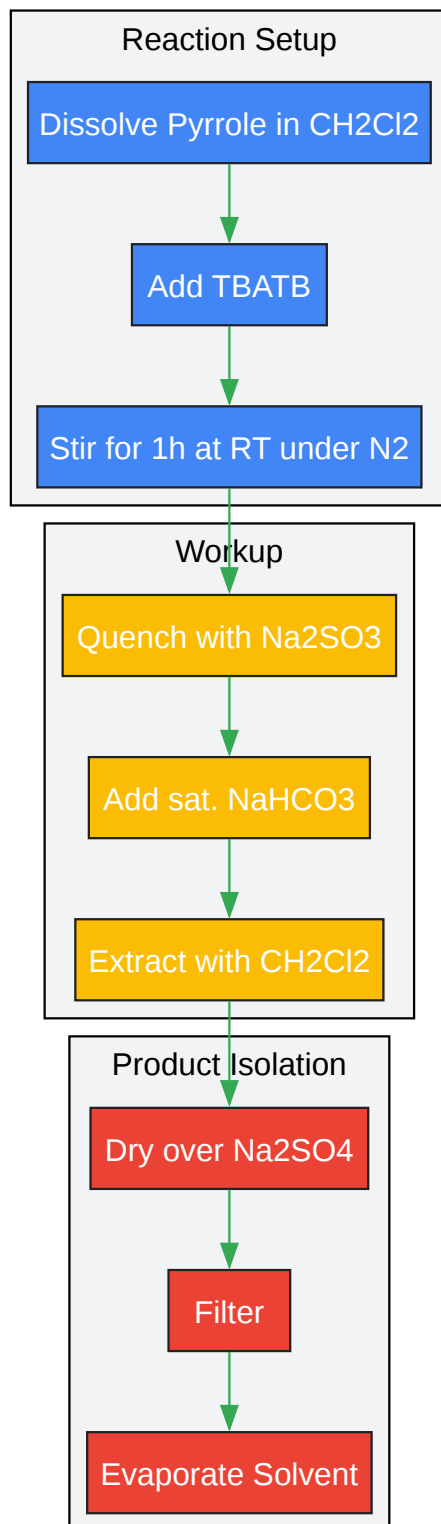 Reaction Setup
Dissolve Pyrrole in CH2Cl2
Add TBATB
Stir for 1h at RT under N2
Workup
Quench with Na2SO3
Add sat. NaHCO3
Extract with CH2Cl2
Product Isolation
Dry over Na2SO4
Filter
Evaporate Solvent